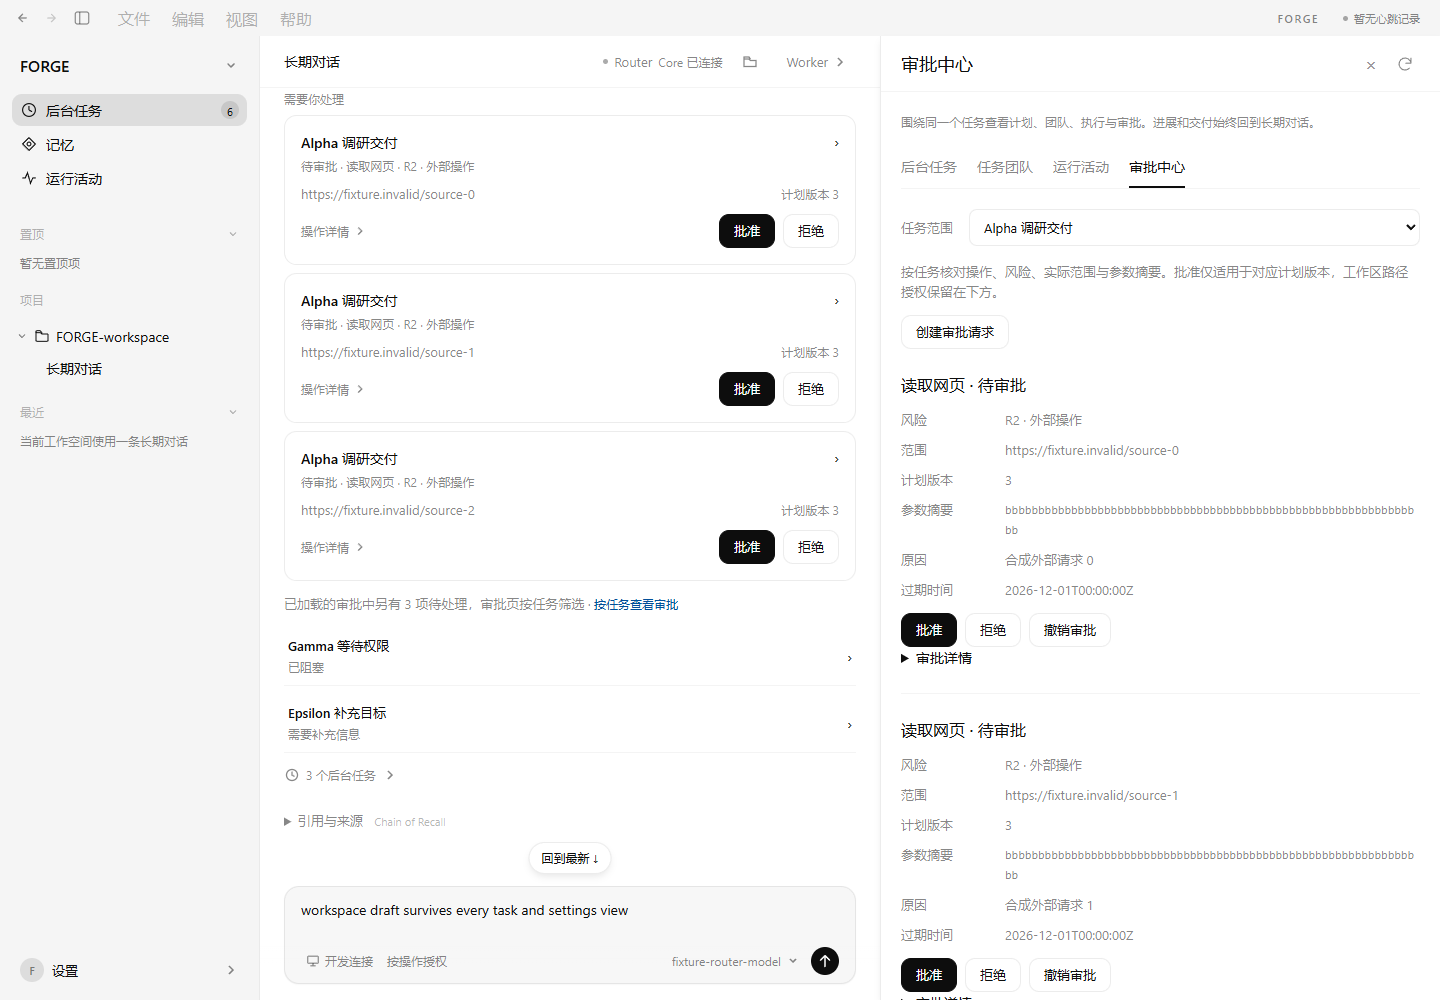 文件 编辑 视图 帮助
FORGE 暂无心跳记录
FORGE
后台任务 6
记忆
运行活动
置顶
暂无置顶项
项目
FORGE-workspace
长期对话
最近
当前工作空间使用一条长期对话
F 设置
长期对话
Router Core 已连接
Worker
需要你处理
Alpha 调研交付
待审批 · 读取网页 · R2 · 外部操作
https://fixture.invalid/source-0 计划版本 3
操作详情 批准 拒绝
Alpha 调研交付
待审批 · 读取网页 · R2 · 外部操作
https://fixture.invalid/source-1 计划版本 3
操作详情 批准 拒绝
Alpha 调研交付
待审批 · 读取网页 · R2 · 外部操作
https://fixture.invalid/source-2 计划版本 3
操作详情 批准 拒绝
已加载的审批中另有 3 项待处理，审批页按任务筛选 · 按任务查看审批
Gamma 等待权限
已阻塞
Epsilon 补充目标
需要补充信息
3 个后台任务
引用与来源 Chain of Recall
回到最新 ↓
workspace draft survives every task and settings view
开发连接 按操作授权 fixture-router-model
审批中心
围绕同一个任务查看计划、团队、执行与审批。进展和交付始终回到长期对话。
后台任务 任务团队 运行活动 审批中心
任务范围 Alpha 调研交付
按任务核对操作、风险、实际范围与参数摘要。批准仅适用于对应计划版本，工作区路径
授权保留在下方。
创建审批请求
读取网页 · 待审批
风险 R2 · 外部操作
范围 https://fixture.invalid/source-0
计划版本 3
参数摘要 bbbbbbbbbbbbbbbbbbbbbbbbbbbbbbbbbbbbbbbbbbbbbbbbbbbbbbbbbbbbbb
bb
原因 合成外部请求 0
过期时间 2026-12-01T00:00:00Z
批准 拒绝 撤销审批
审批详情
读取网页 · 待审批
风险 R2 · 外部操作
范围 https://fixture.invalid/source-1
计划版本 3
参数摘要 bbbbbbbbbbbbbbbbbbbbbbbbbbbbbbbbbbbbbbbbbbbbbbbbbbbbbbbbbbbbbb
bb
原因 合成外部请求 1
过期时间 2026-12-01T00:00:00Z
批准 拒绝 撤销审批
审批详情